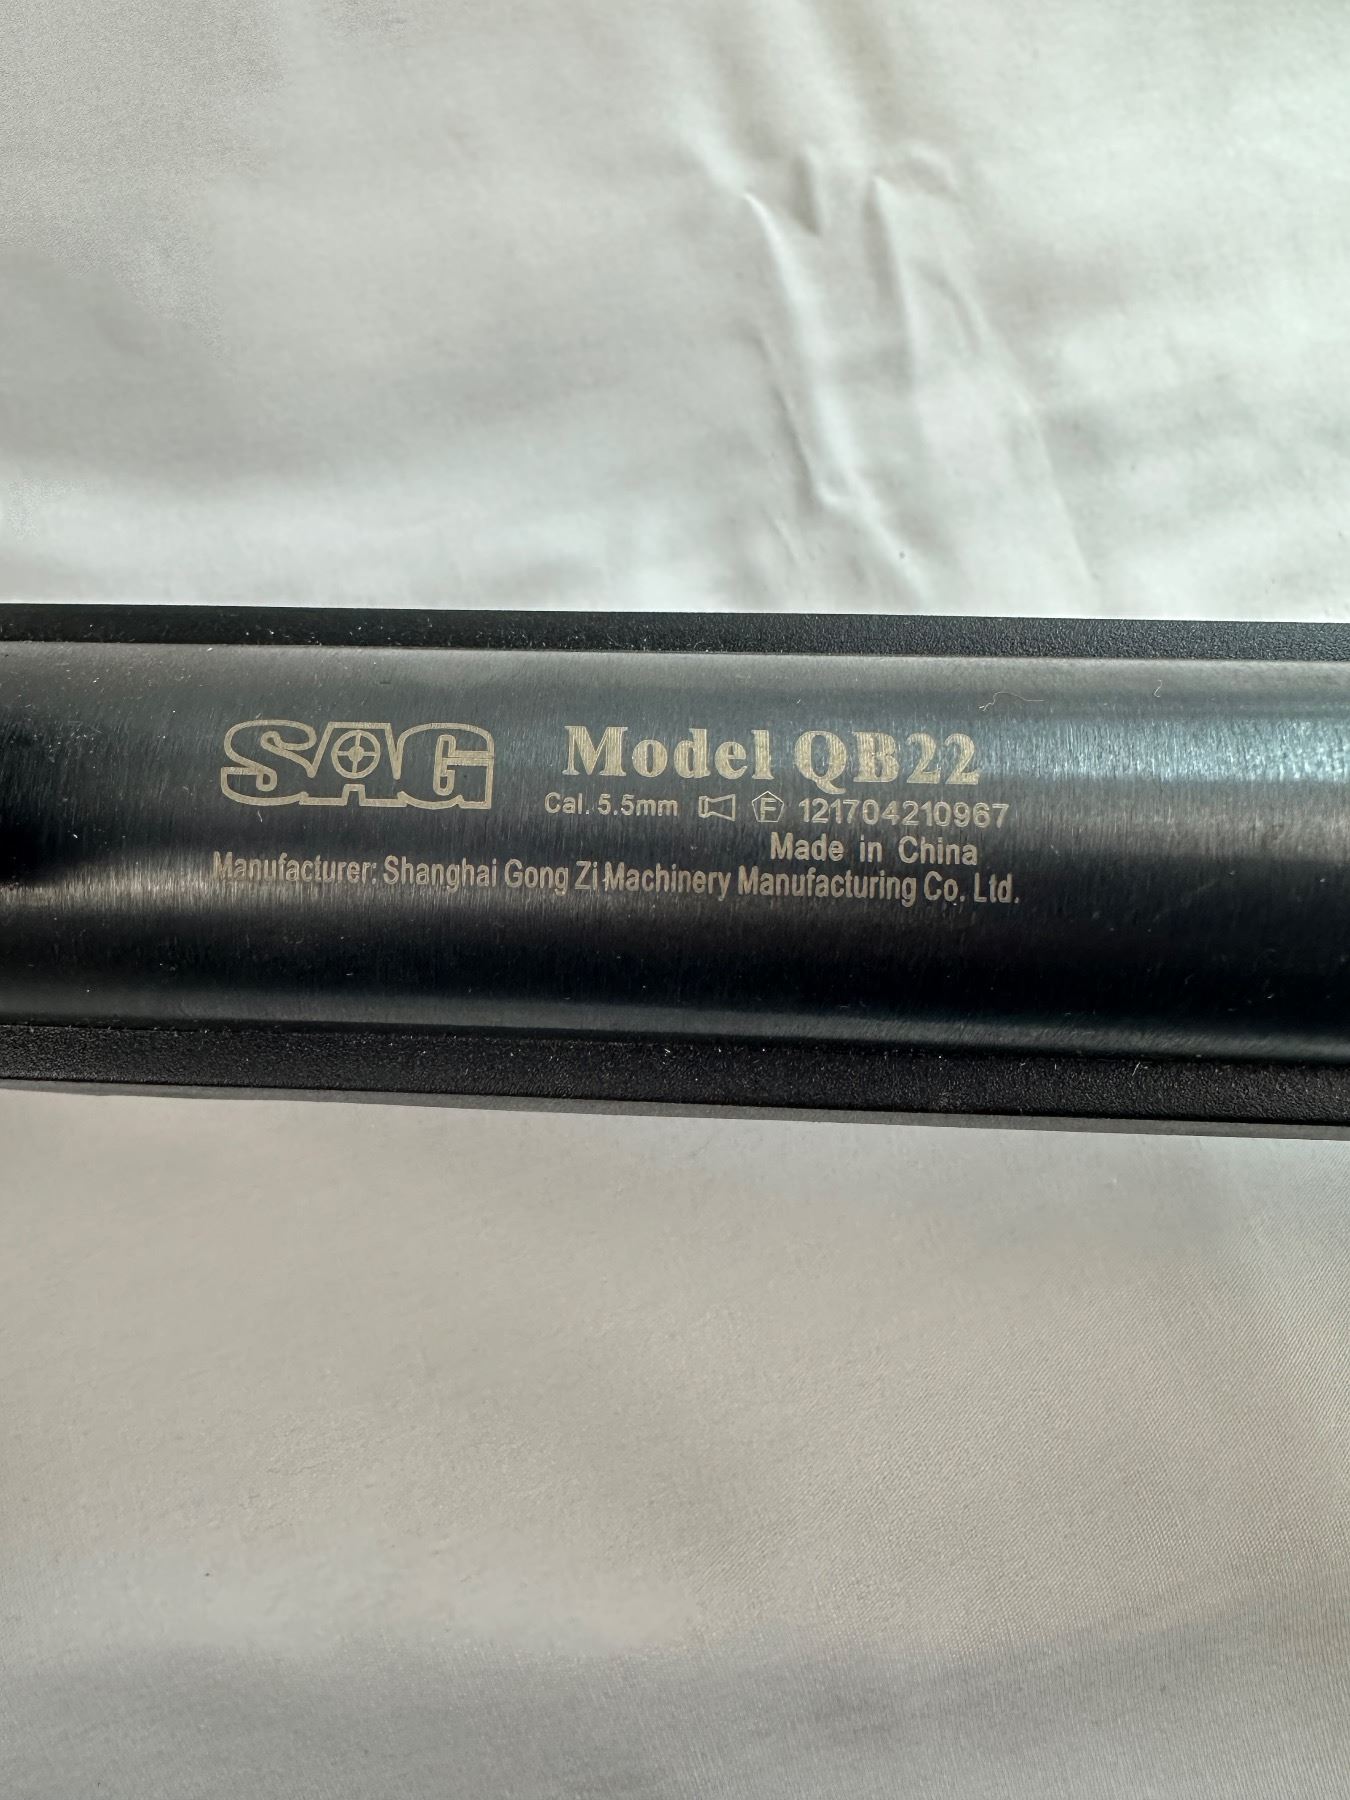 SAG Model QB22
Cal. 5.5mm F 121704210967
Made in China
Manufacturer: Shanghai Gong Zi Machinery Manufacturing Co. Ltd.